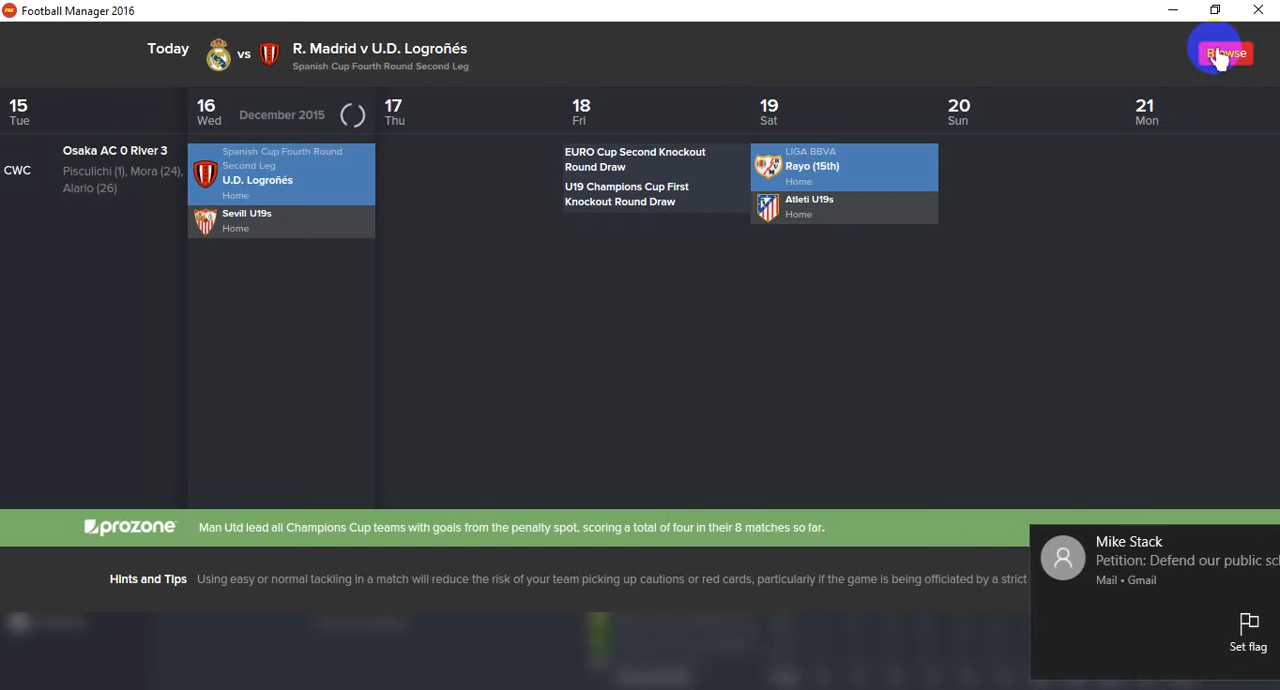 Football Manager 2016
Today
vs
R. Madrid v U.D. Logroñés
Spanish Cup Fourth Round Second Leg
Browse
15
Tue
16
Wed
December 2015
17
Thu
18
Fri
19
Sat
20
Sun
21
Mon
CWC
Osaka AC 0 River 3
Pisculichi (1), Mora (24),
Alario (26)
Spanish Cup Fourth Round
Second Leg
U.D. Logroñés
Home
Sevill U19s
Home
EURO Cup Second Knockout
Round Draw
U19 Champions Cup First
Knockout Round Draw
LIGA BBVA
Rayo (15th)
Home
Atleti U19s
Home
prozone
Man Utd lead all Champions Cup teams with goals from the penalty spot, scoring a total of four in their 8 matches so far.
Hints and Tips
Using easy or normal tackling in a match will reduce the risk of your team picking up cautions or red cards, particularly if the game is being officiated by a strict
Mike Stack
Petition: Defend our public sc
Mail • Gmail
Set flag